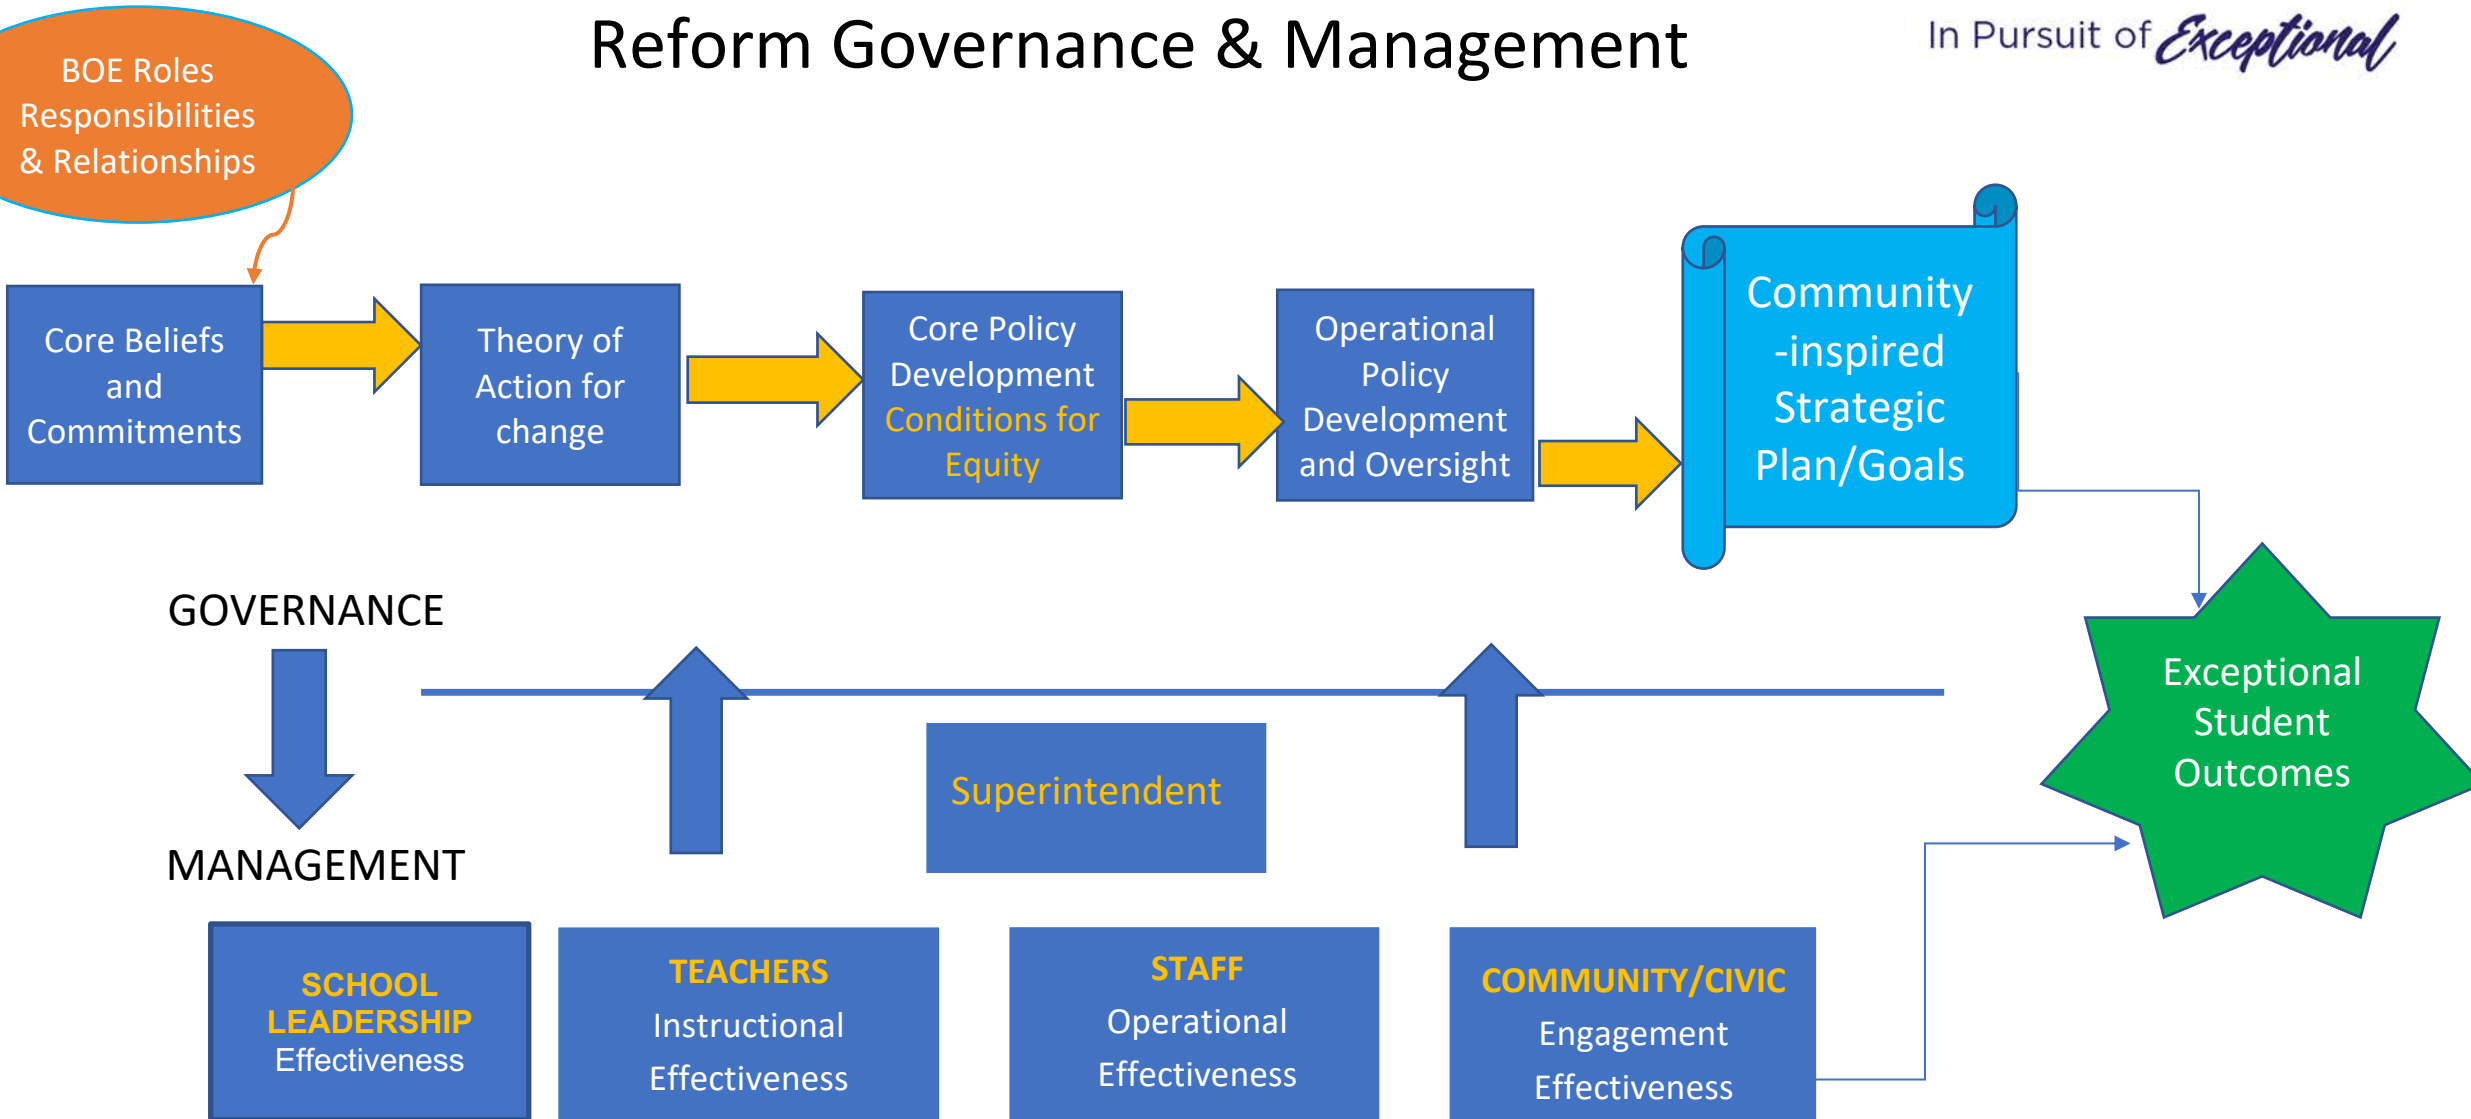 Reform Governance & Management
In Pursuit of Exceptional
BOE Roles
Responsibilities
& Relationships
Core Beliefs
and
Commitments
Theory of
Action for
change
Core Policy
Development
Conditions for
Equity
Operational
Policy
Development
and Oversight
Community
-inspired
Strategic
Plan/Goals
GOVERNANCE
MANAGEMENT
Superintendent
Exceptional
Student
Outcomes
SCHOOL
LEADERSHIP
Effectiveness
TEACHERS
Instructional
Effectiveness
STAFF
Operational
Effectiveness
COMMUNITY/CIVIC
Engagement
Effectiveness